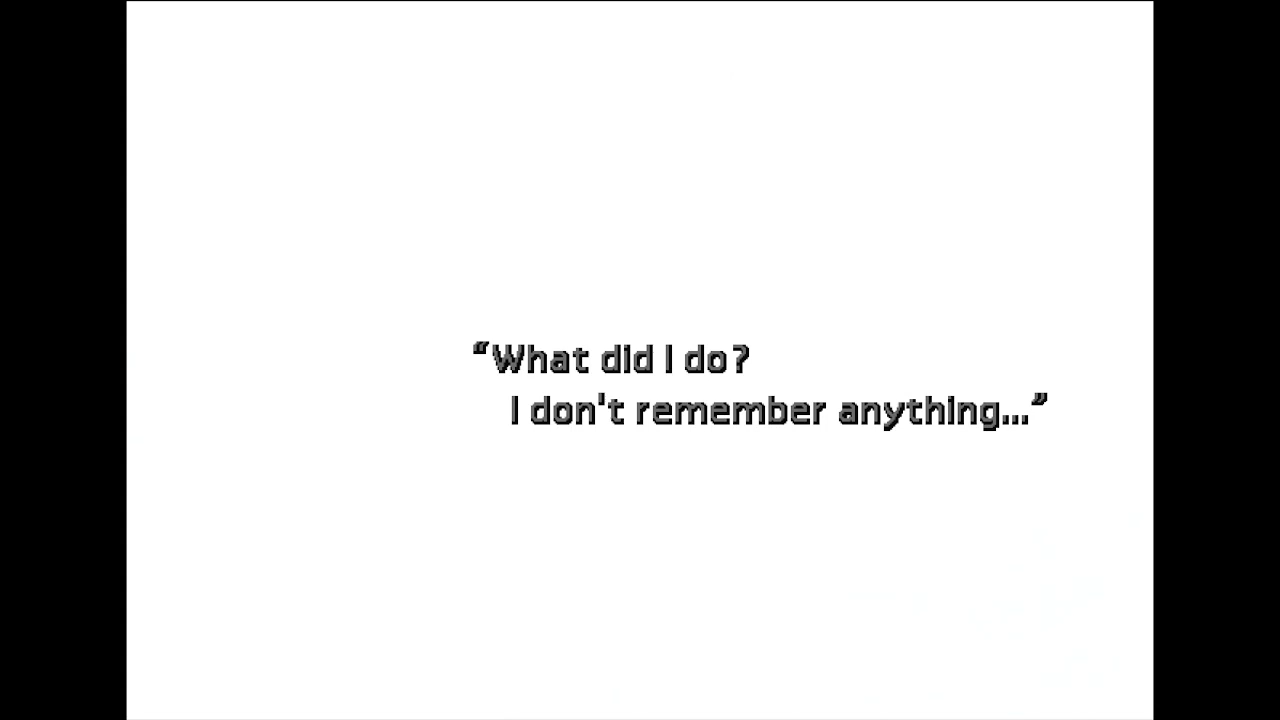 “What did I do?
I don't remember anything...”